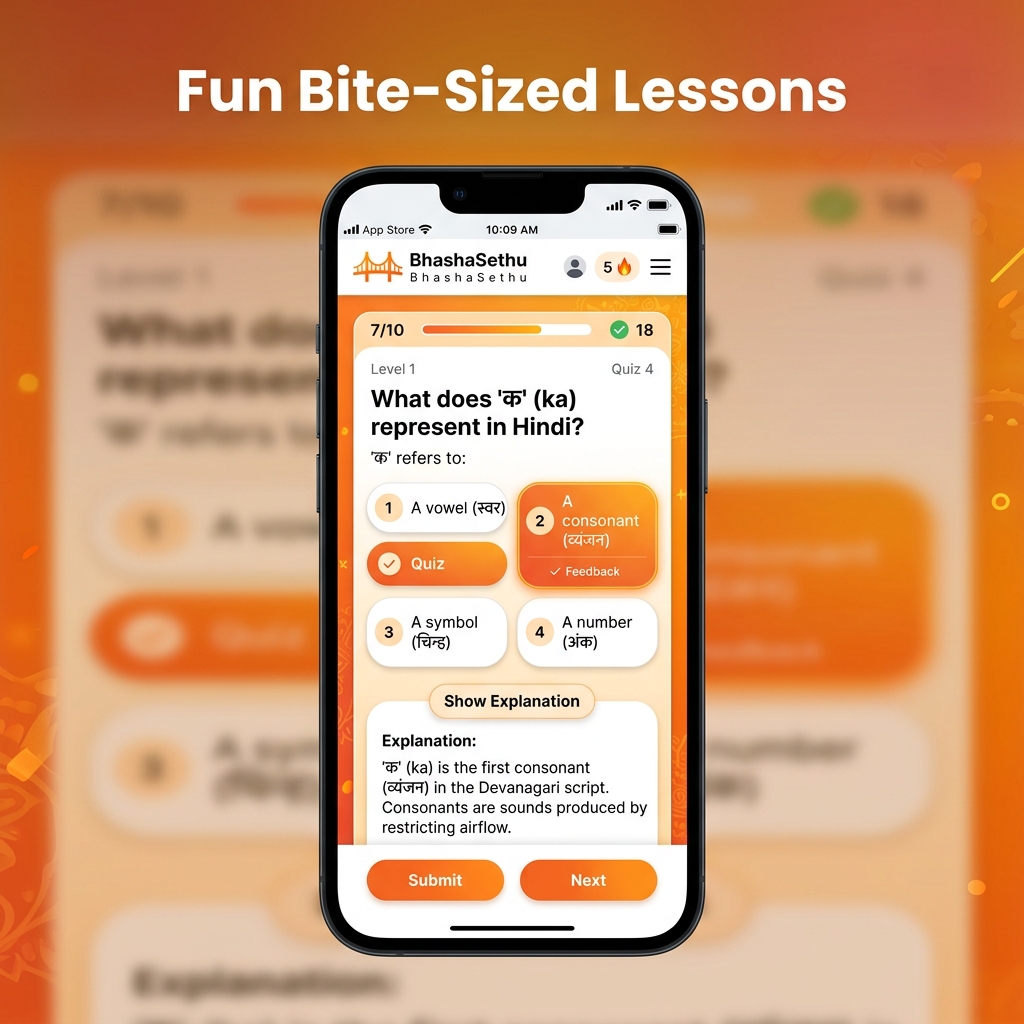 Fun Bite-Sized Lessons
App Store 10:09 AM
BhashaSethu
BhashaSethu
5
7/10
18
Level 1
Quiz 4
What does 'क' (ka)
represent in Hindi?
'क' refers to:
1 A vowel (स्वर)
2 A
consonant
(व्यंजन)
Feedback
Quiz
3 A symbol
(चिन्ह)
4 A number
(अंक)
Show Explanation
Explanation:
'क' (ka) is the first consonant
(व्यंजन) in the Devanagari script.
Consonants are sounds produced by
restricting airflow.
Submit
Next